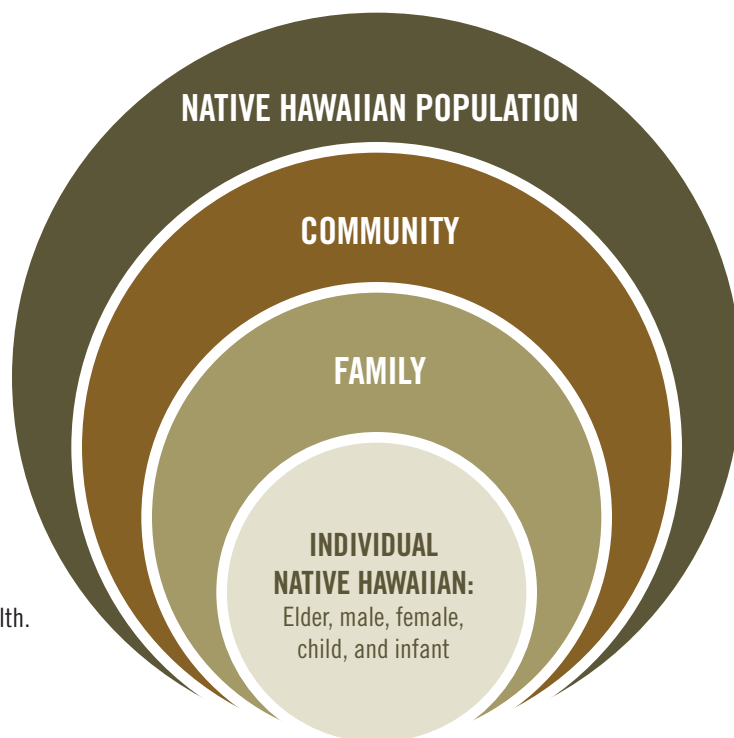 NATIVE HAWAIIAN POPULATION
COMMUNITY
FAMILY
INDIVIDUAL
NATIVE HAWAIIAN:
Elder, male, female,
child, and infant
lth.